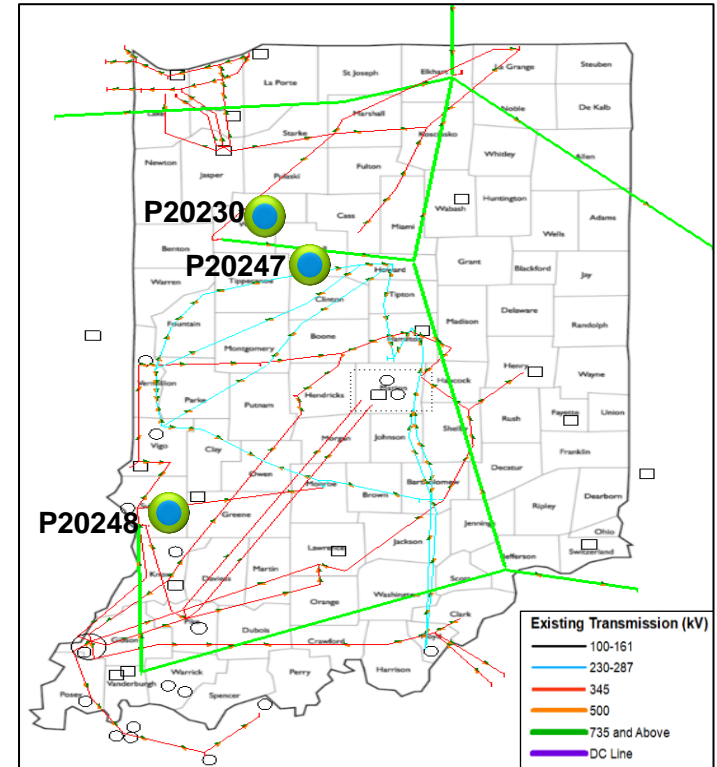 La Porte
St Joseph
Elkhart
La Grange
Steuben
Noble
De Kalb
Lake
Marshall
Starke
Kosciusko
Allen
Whitley
Newton
Jasper
Pulaski
Fulton
Wabash
Huntington
P20230
Cass
Miami
Adams
Wells
Benton
P20247
Howard
Grant
Blackford
Jay
Warren
Tippecanoe
Clinton
Tipton
Fountain
Madison
Delaware
Randolph
Montgomery
Boone
Hamilton
Vermillion
Hancock
Henry
Wayne
Parke
Putnam
Hendricks
Marion
Rush
Fayette
Union
Vigo
Clay
Morgan
Johnson
Shelby
Franklin
Owen
Decatur
Monroe
Brown
Bartholomew
Dearborn
P20248
Greene
Ripley
Jennings
Ohio
Jackson
Lawrence
Switzerland
Jefferson
Knox
Daviess
Martin
Washington
Scott
Orange
Clark
Pike
Gibson
Dubois
Crawford
Floyd
Harrison
Posey
Vanderburgh
Warrick
Perry
Spencer
Existing Transmission (kV)
100-161
230-287
345
500
735 and Above
DC Line